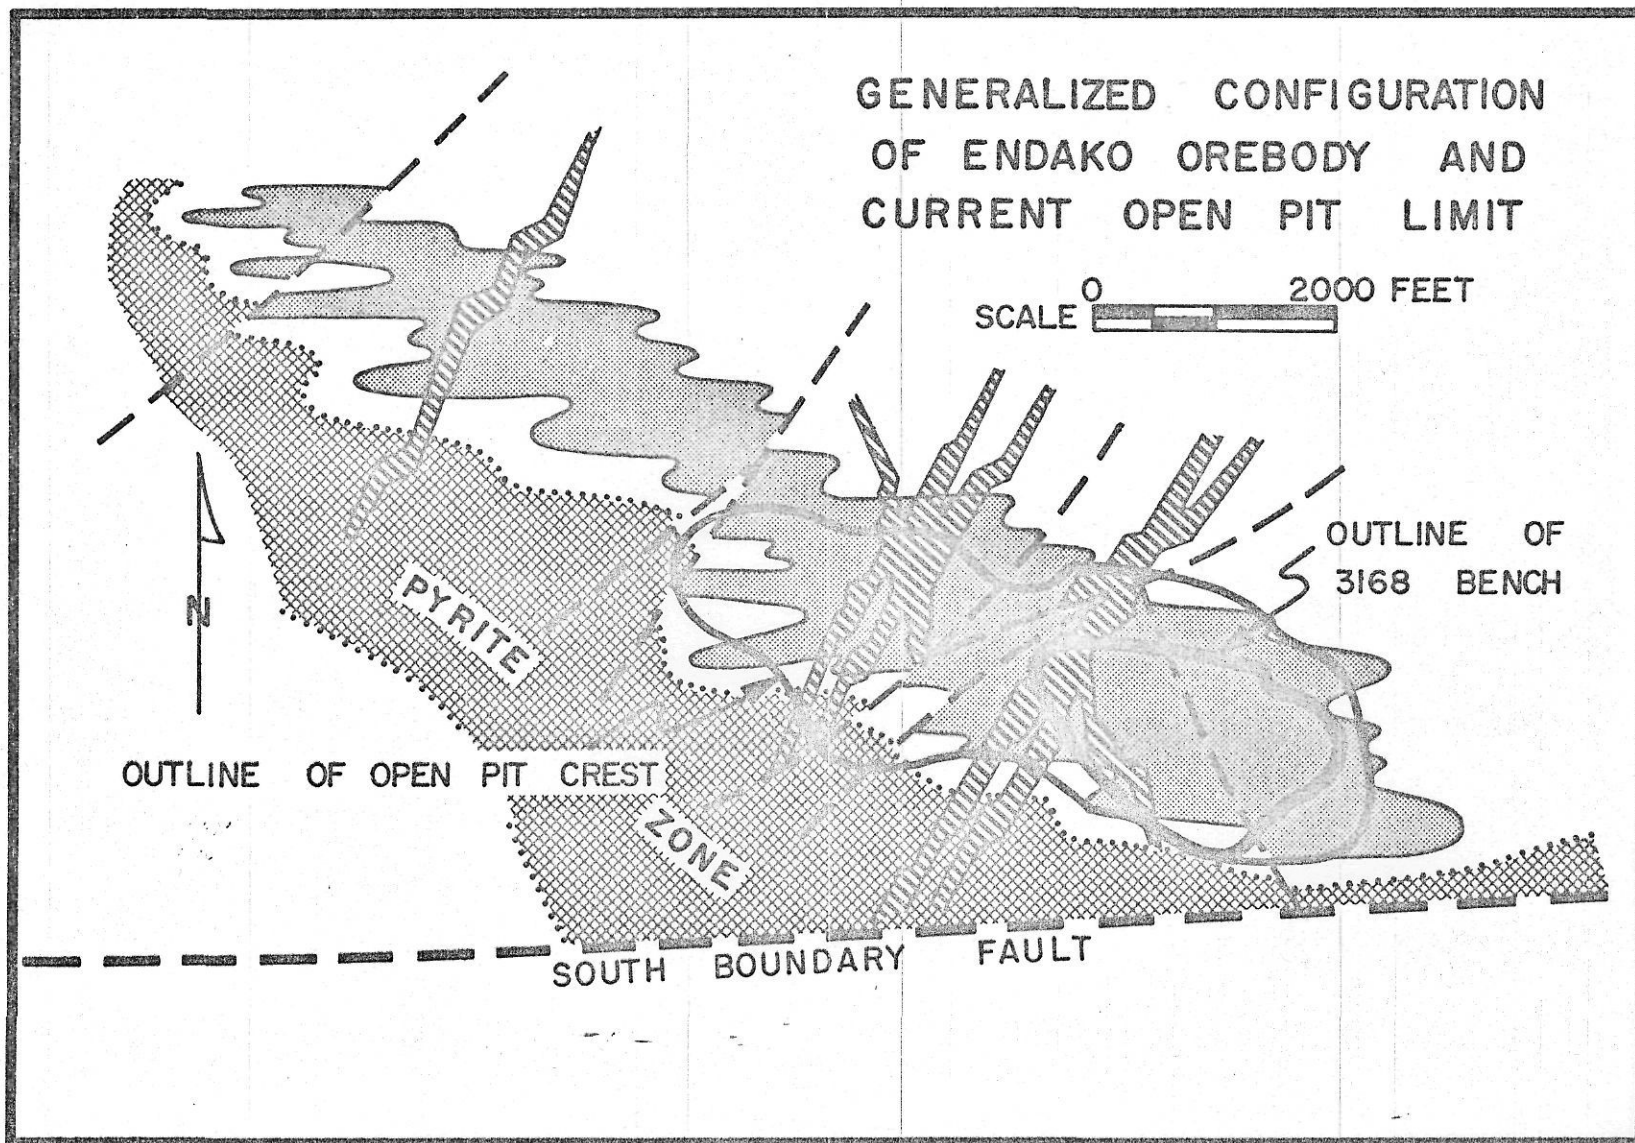 GENERALIZED CONFIGURATION
OF ENDAKO OREBODY AND
CURRENT OPEN PIT LIMIT
0 2000 FEET
SCALE
OUTLINE OF
3168 BENCH
PYRITE
N
OUTLINE OF OPEN PIT CREST
ZONE
SOUTH BOUNDARY FAULT